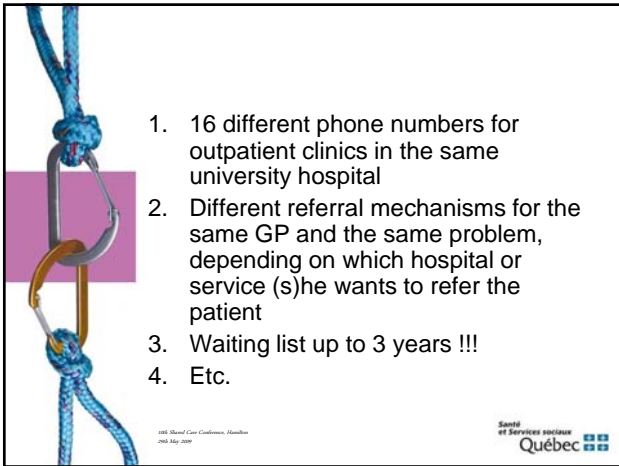 1. 16 different phone numbers for
outpatient clinics in the same
university hospital
2. Different referral mechanisms for the
same GP and the same problem,
depending on which hospital or
service (s)he wants to refer the
patient
3. Waiting list up to 3 years !!!
4. Etc.
10th Shared Care Conference, Hamilton
29th May 2009
Santé
et Services sociaux
Québec